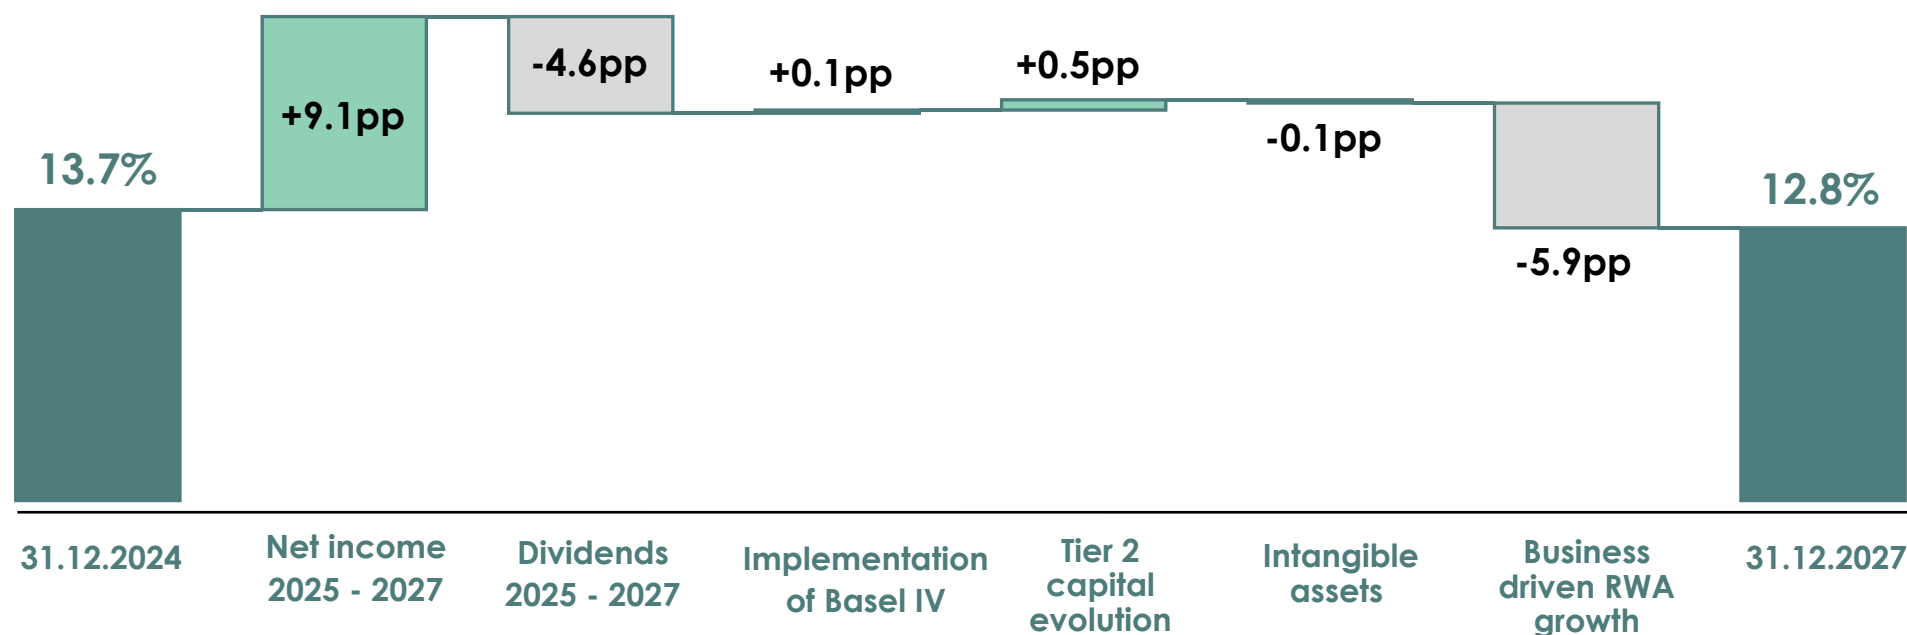 13.7%
+9.1pp
-4.6pp
+0.1pp
+0.5pp
-0.1pp
-5.9pp
12.8%
31.12.2024
Net income
2025 - 2027
Dividends
2025 - 2027
Implementation
of Basel IV
Tier 2
capital
evolution
Intangible
assets
Business
driven RWA
growth
31.12.2027